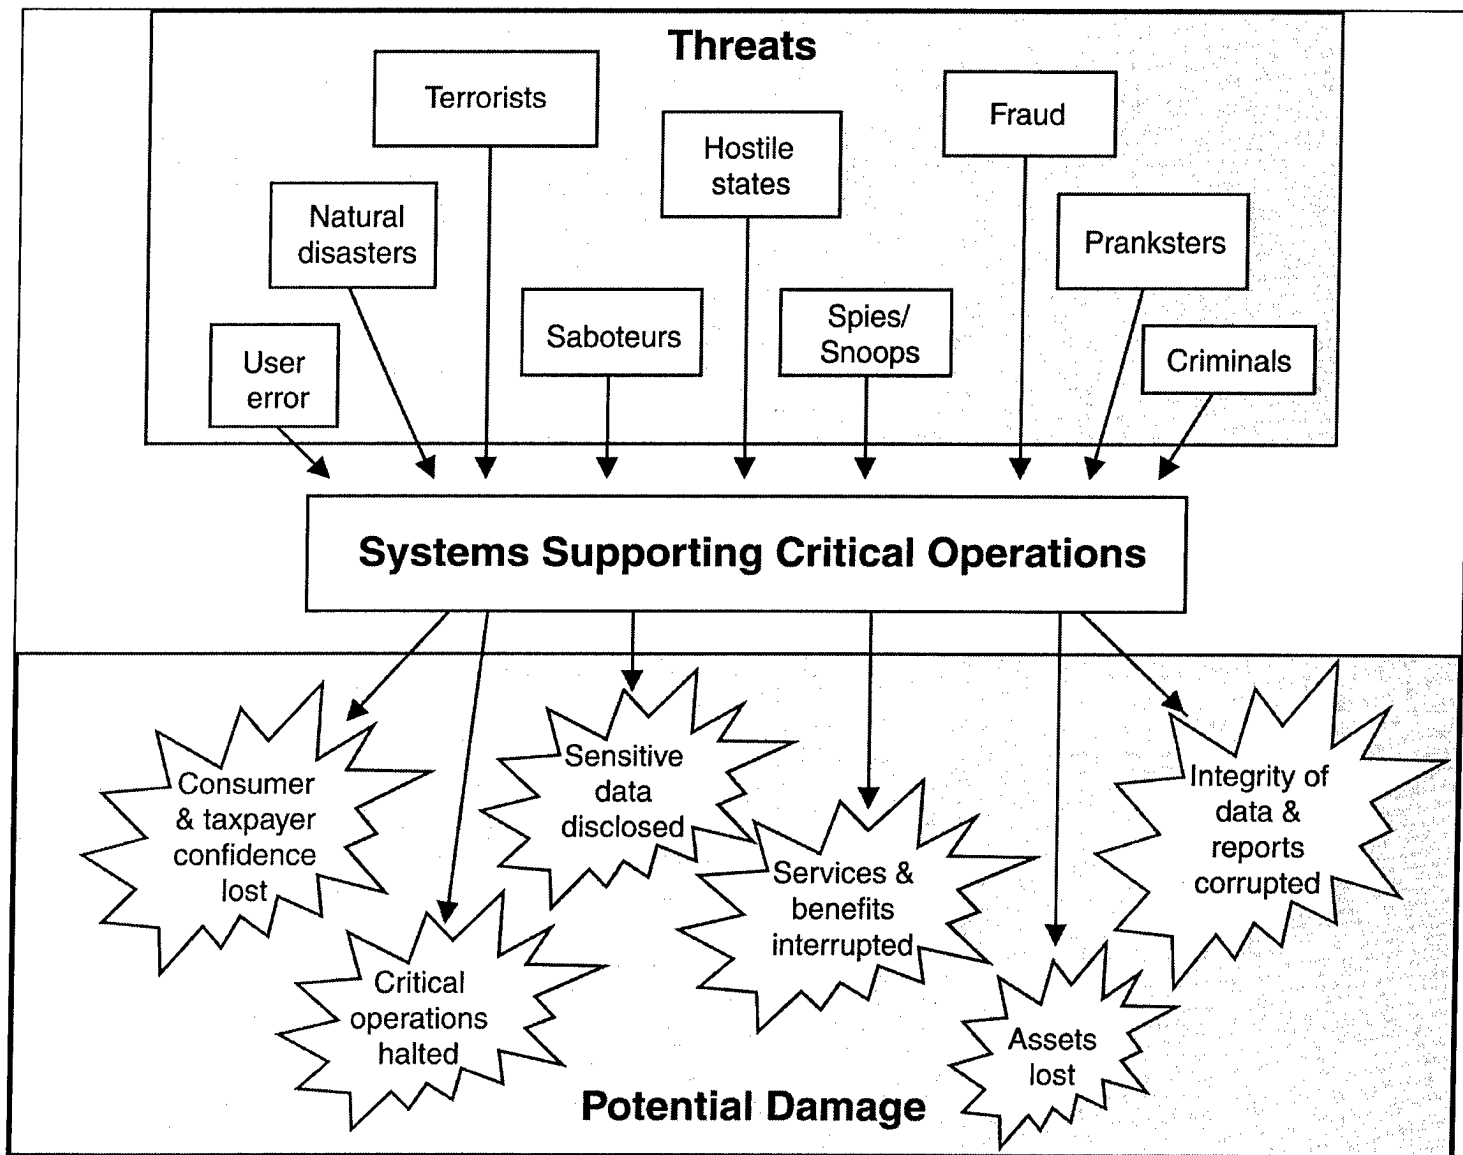 Threats
Terrorists
Fraud
Hostile
states
Natural
disasters
Pranksters
Saboteurs
Spies/
Snoops
User
error
Criminals
Systems Supporting Critical Operations
Consumer
& taxpayer
confidence
lost
Sensitive
data
disclosed
Integrity of
data &
reports
corrupted
Services &
benefits
interrupted
Critical
operations
halted
Assets
lost
Potential Damage